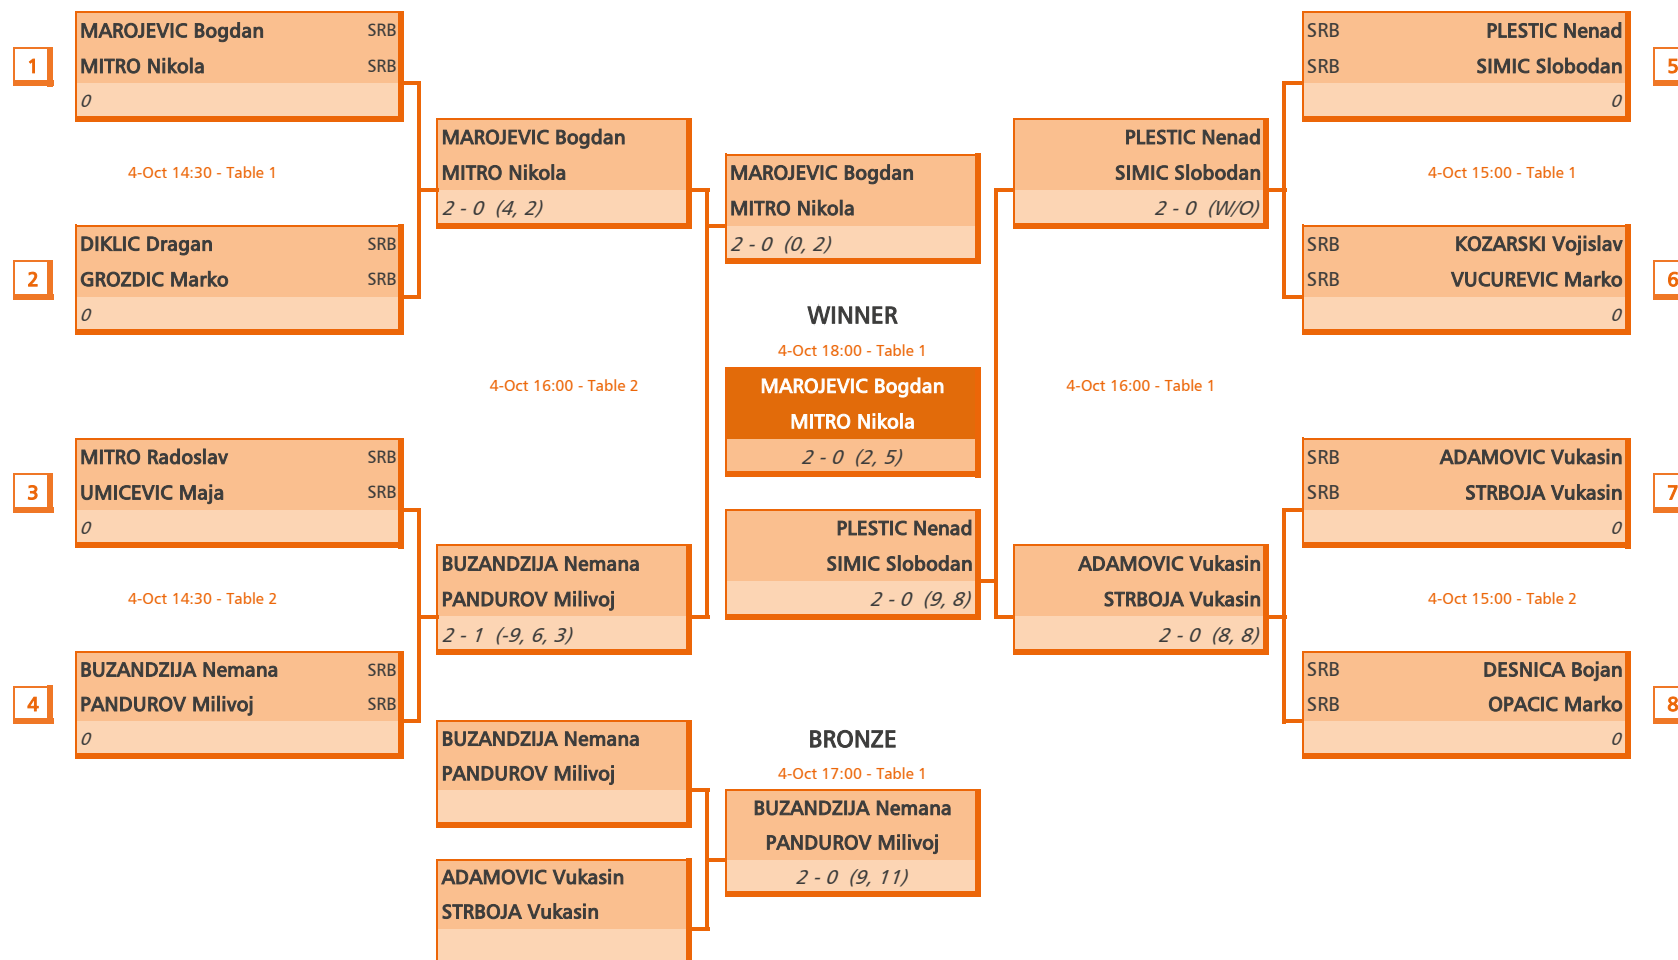 1
MAROJEVIC Bogdan SRB
MITRO Nikola SRB
0
4-Oct 14:30 - Table 1
2
DIKLIC Dragan SRB
GROZDIC Marko SRB
0
3
MITRO Radoslav SRB
UMICEVIC Maja SRB
0
4-Oct 14:30 - Table 2
4
BUZANDZIJA Nemana SRB
PANDUROV Milivoj SRB
0
MAROJEVIC Bogdan
MITRO Nikola
2 - 0 (4, 2)
4-Oct 16:00 - Table 2
BUZANDZIJA Nemana
PANDUROV Milivoj
2 - 1 (-9, 6, 3)
BUZANDZIJA Nemana
PANDUROV Milivoj
ADAMOVIC Vukasin
STRBOJA Vukasin
MAROJEVIC Bogdan
MITRO Nikola
2 - 0 (0, 2)
WINNER
4-Oct 18:00 - Table 1
MAROJEVIC Bogdan
MITRO Nikola
2 - 0 (2, 5)
PLESTIC Nenad
SIMIC Slobodan
2 - 0 (9, 8)
BRONZE
4-Oct 17:00 - Table 1
BUZANDZIJA Nemana
PANDUROV Milivoj
2 - 0 (9, 11)
PLESTIC Nenad
SIMIC Slobodan
2 - 0 (W/O)
4-Oct 16:00 - Table 1
ADAMOVIC Vukasin
STRBOJA Vukasin
2 - 0 (8, 8)
SRB PLESTIC Nenad
SRB SIMIC Slobodan
0
5
4-Oct 15:00 - Table 1
SRB KOZARSKI Vojislav
SRB VUCUREVIC Marko
0
6
SRB ADAMOVIC Vukasin
SRB STRBOJA Vukasin
0
7
4-Oct 15:00 - Table 2
SRB DESNICA Bojan
SRB OPACIC Marko
0
8